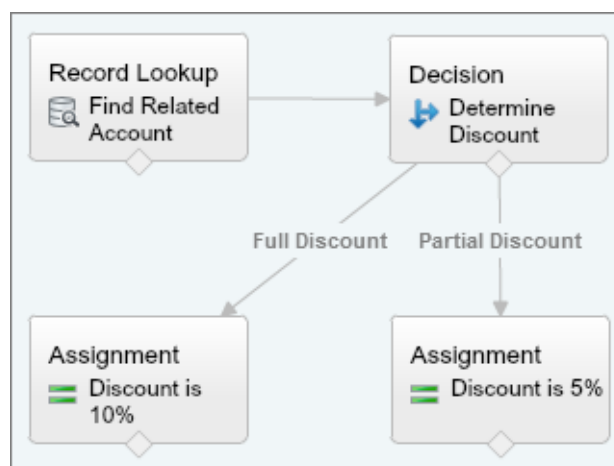 Record Lookup
Find Related
Account
Decision
Determine
Discount
Full Discount
Partial Discount
Assignment
Discount is
10%
Assignment
Discount is 5%